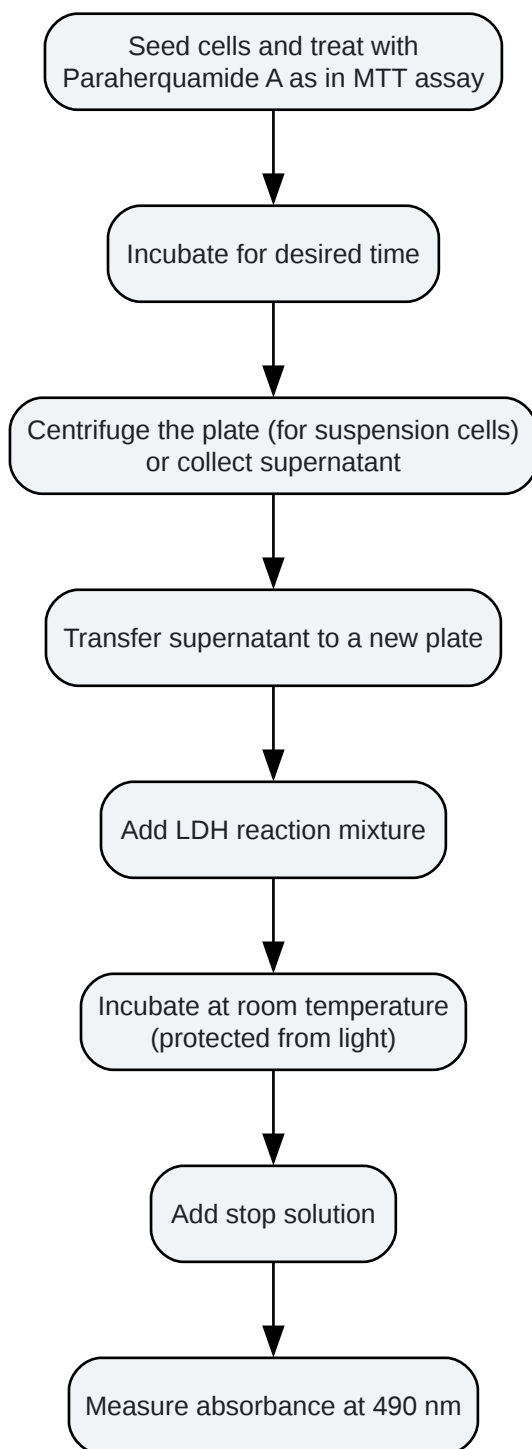 Seed cells and treat with
Paraherquamide A as in MTT assay
Incubate for desired time
Centrifuge the plate (for suspension cells)
or collect supernatant
Transfer supernatant to a new plate
Add LDH reaction mixture
Incubate at room temperature
(protected from light)
Add stop solution
Measure absorbance at 490 nm